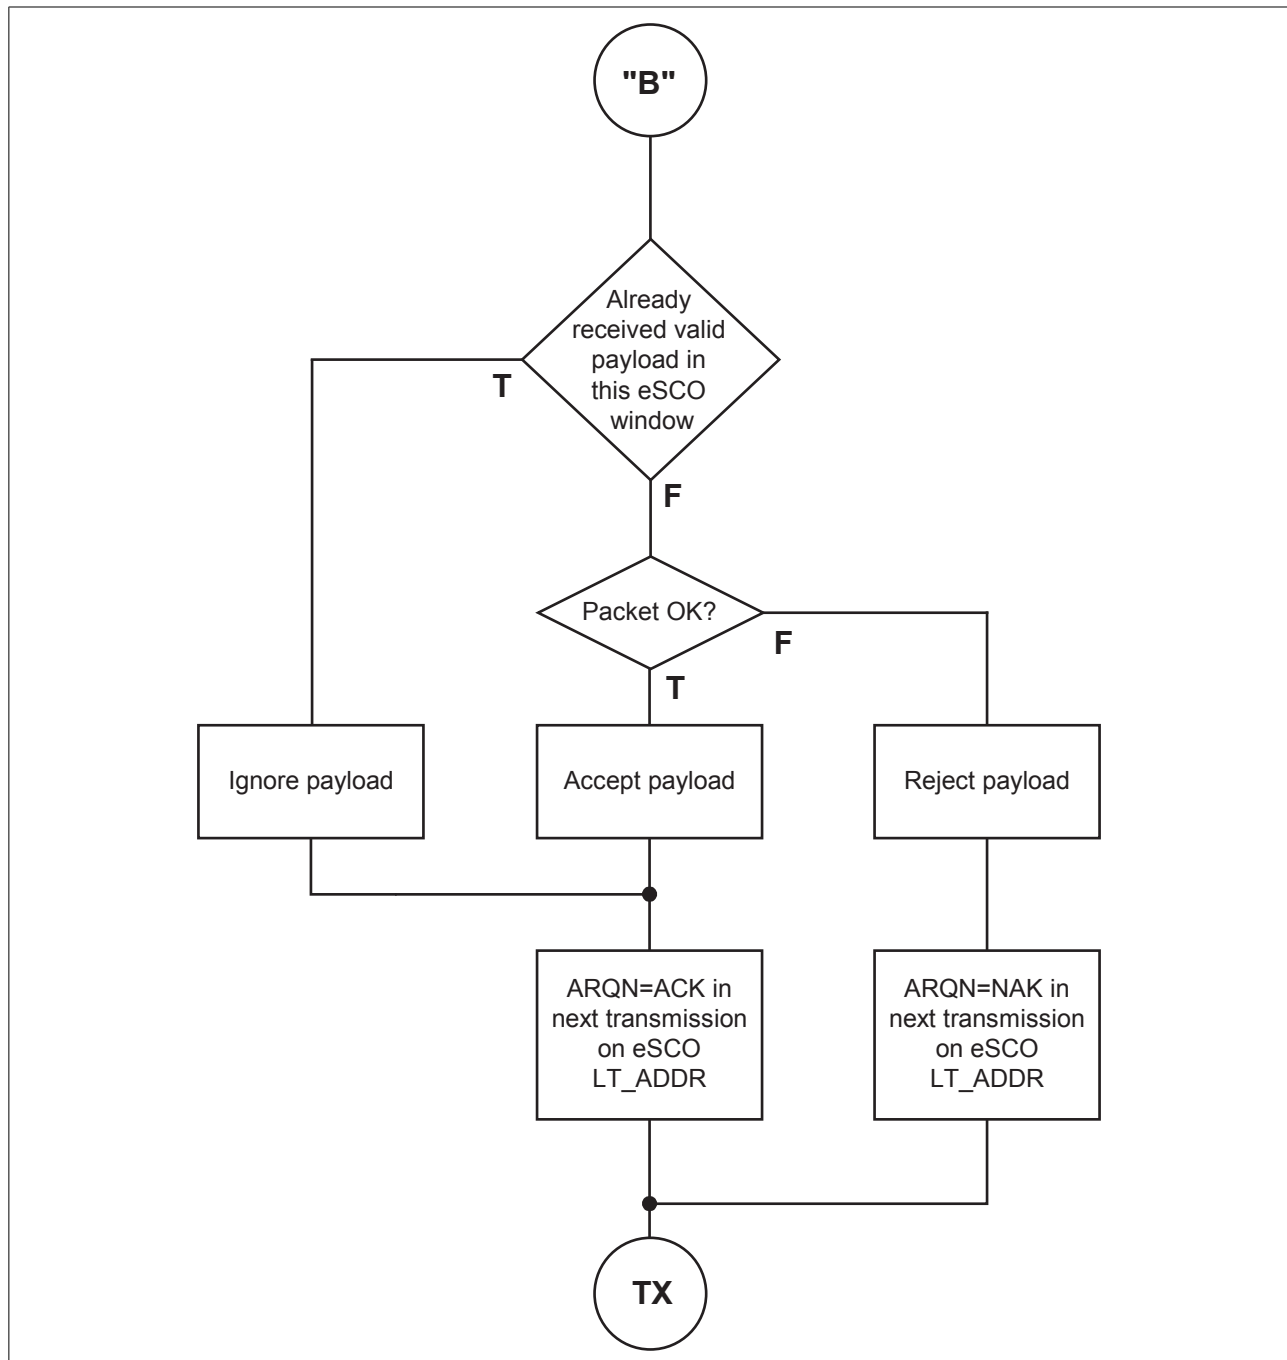 "B"
Already
received valid
payload in
this eSCO
window
T
F
Packet OK?
F
T
Ignore payload
Accept payload
Reject payload
ARQN=ACK in
next transmission
on eSCO
LT_ADDR
ARQN=NAK in
next transmission
on eSCO
LT_ADDR
TX